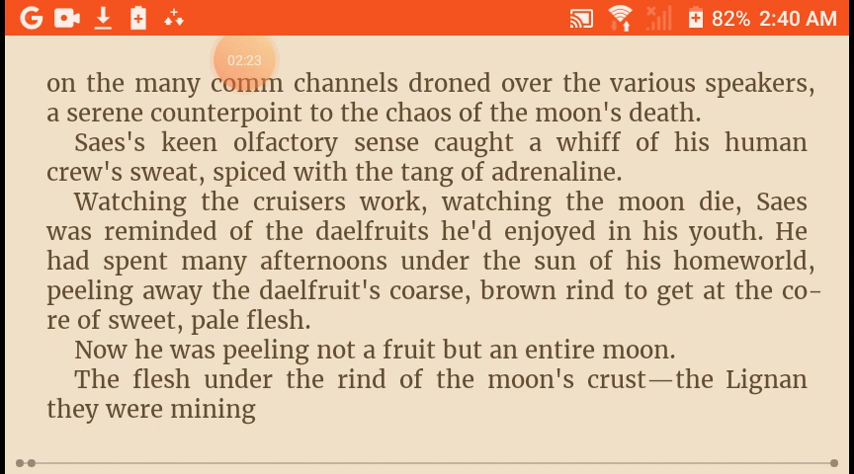 82% 2:40 AM
02:23
on the many comm channels droned over the various speakers,
a serene counterpoint to the chaos of the moon's death.
Saes's keen olfactory sense caught a whiff of his human
crew's sweat, spiced with the tang of adrenaline.
Watching the cruisers work, watching the moon die, Saes
was reminded of the daelfruits he'd enjoyed in his youth. He
had spent many afternoons under the sun of his homeworld,
peeling away the daelfruit's coarse, brown rind to get at the co-
re of sweet, pale flesh.
Now he was peeling not a fruit but an entire moon.
The flesh under the rind of the moon's crust—the Lignan
they were mining